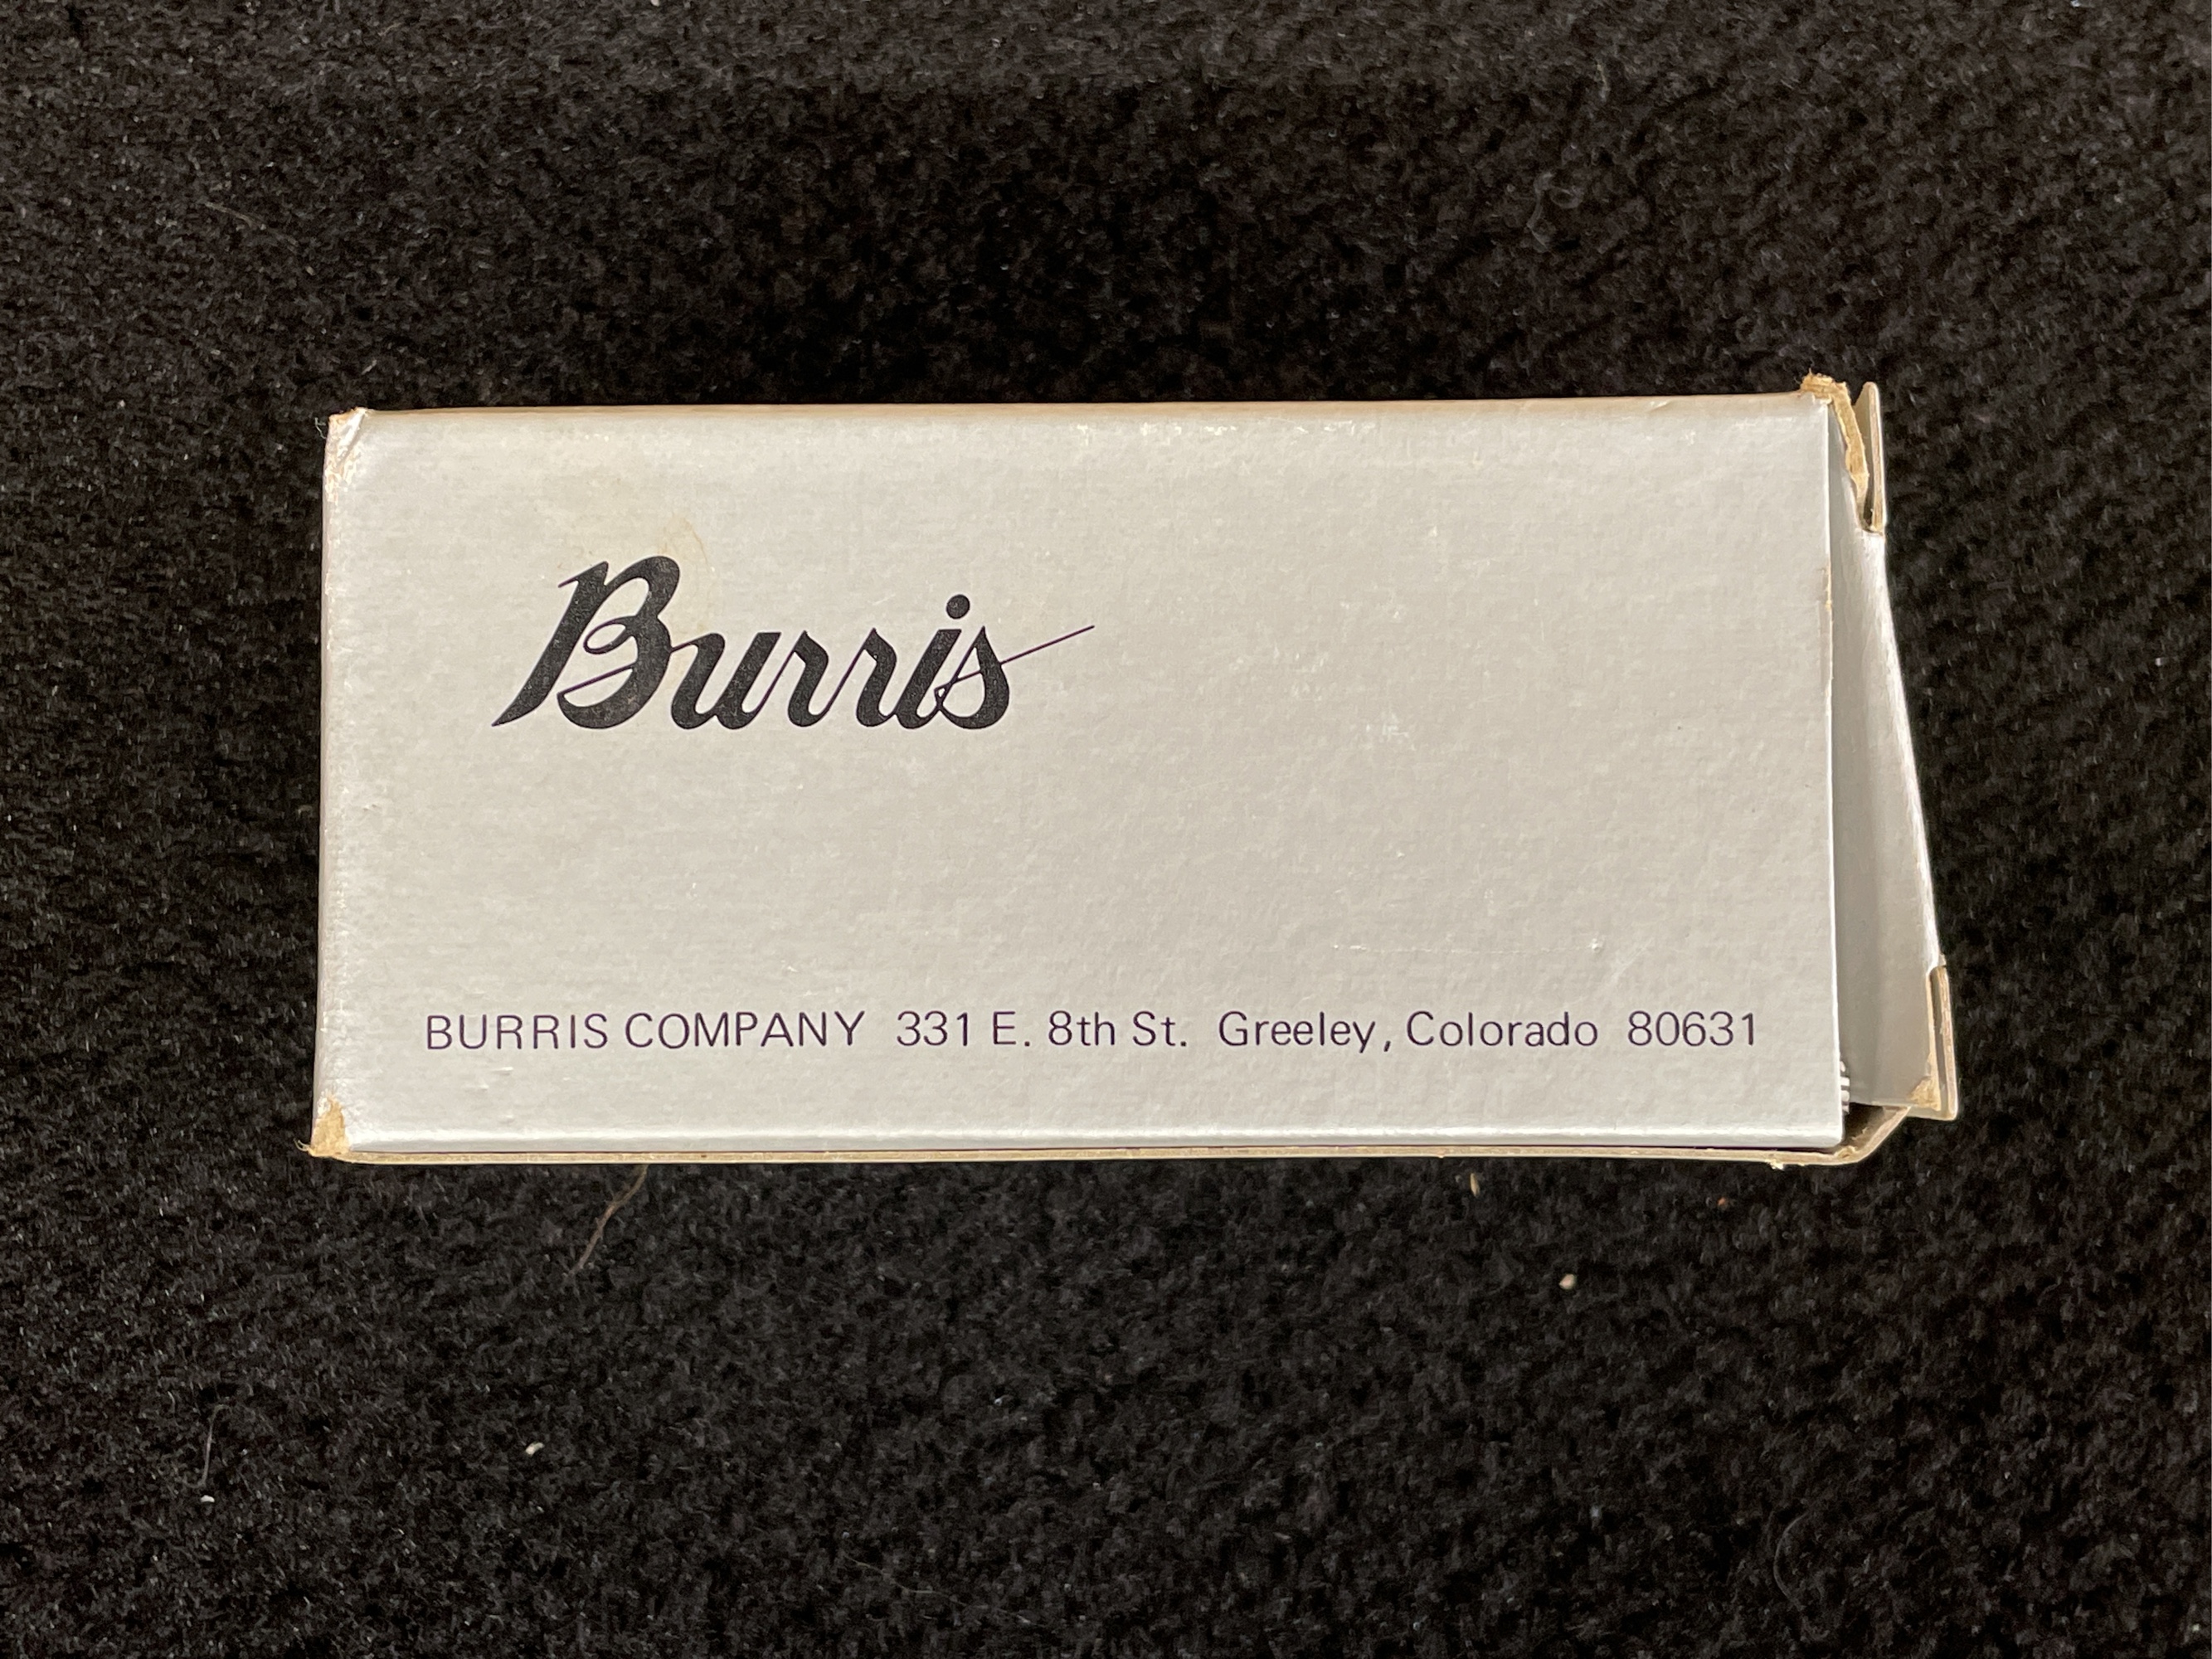 Burris
BURRIS COMPANY 331 E. 8th St. Greeley, Colorado 80631